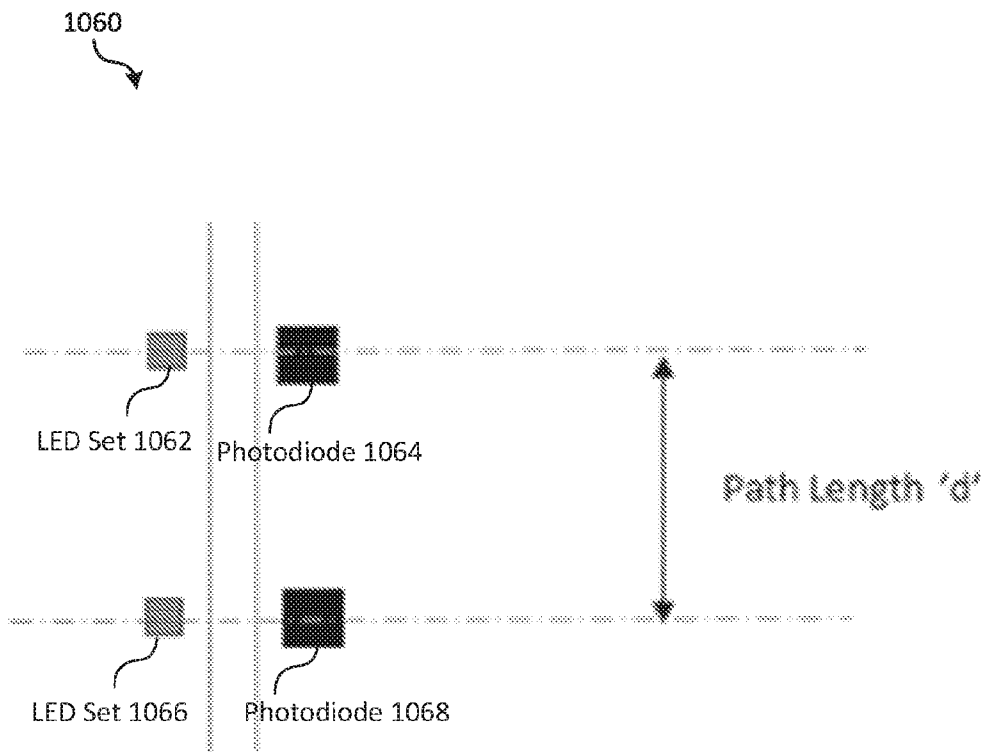 1060
LED Set 1062
Photodiode 1064
Path Length 'd'
LED Set 1066
Photodiode 1068